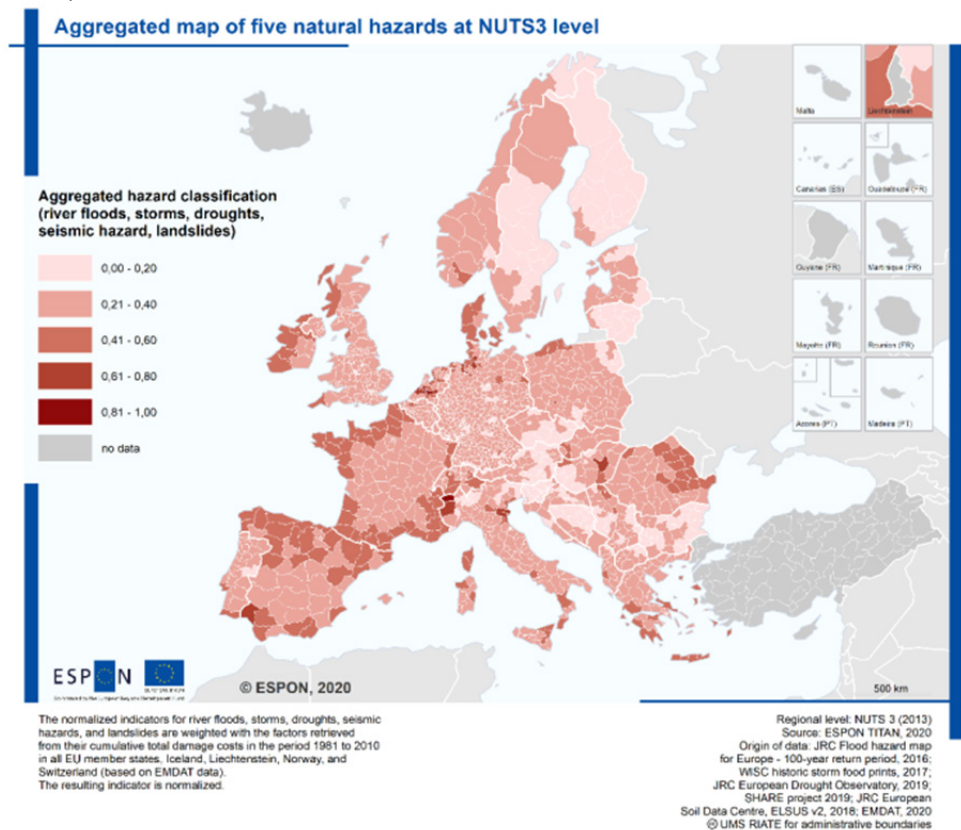 Aggregated map of five natural hazards at NUTS3 level
Malta
Liechtenstein
Canarias (ES)
Guadeloupe (FR)
Guyane (FR)
Martinique (FR)
Mayotte (FR)
Reunion (FR)
Acores (PT)
Madeira (PT)
Aggregated hazard classification
(river floods, storms, droughts,
seismic hazard, landslides)
0,00 - 0,20
0,21 - 0,40
0,41 - 0,60
0,61 - 0,80
0,81 - 1,00
no data
ESPON
© ESPON, 2020
500 km
The normalized indicators for river floods, storms, droughts, seismic
hazards, and landslides are weighted with the factors retrieved
from their cumulative total damage costs in the period 1981 to 2010
in all EU member states, Iceland, Liechtenstein, Norway, and
Switzerland (based on EMDAT data).
The resulting indicator is normalized.
Regional level: NUTS 3 (2013)
Source: ESPON TITAN, 2020
Origin of data: JRC Flood hazard map
for Europe - 100-year return period, 2016;
WISC historic storm food prints, 2017;
JRC European Drought Observatory, 2019;
SHARE project 2019; JRC European
Soil Data Centre, ELSUS v2, 2018; EMDAT, 2020
© UMS RIATE for administrative boundaries